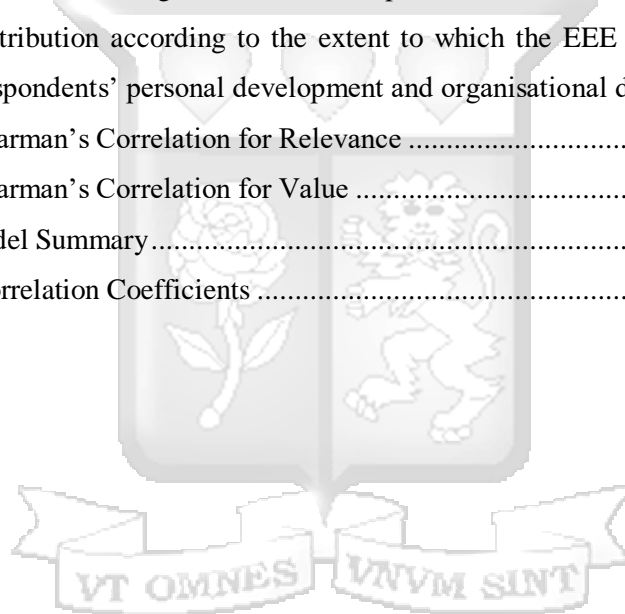 tribution according to the extent to which the EEE
spondents’ personal development and organisational d
arman’s Correlation for Relevance ....................................
arman’s Correlation for Value .............................................
del Summary...............................................................................
orrelation Coefficients .............................................................
VT OMNES VNVM SINT